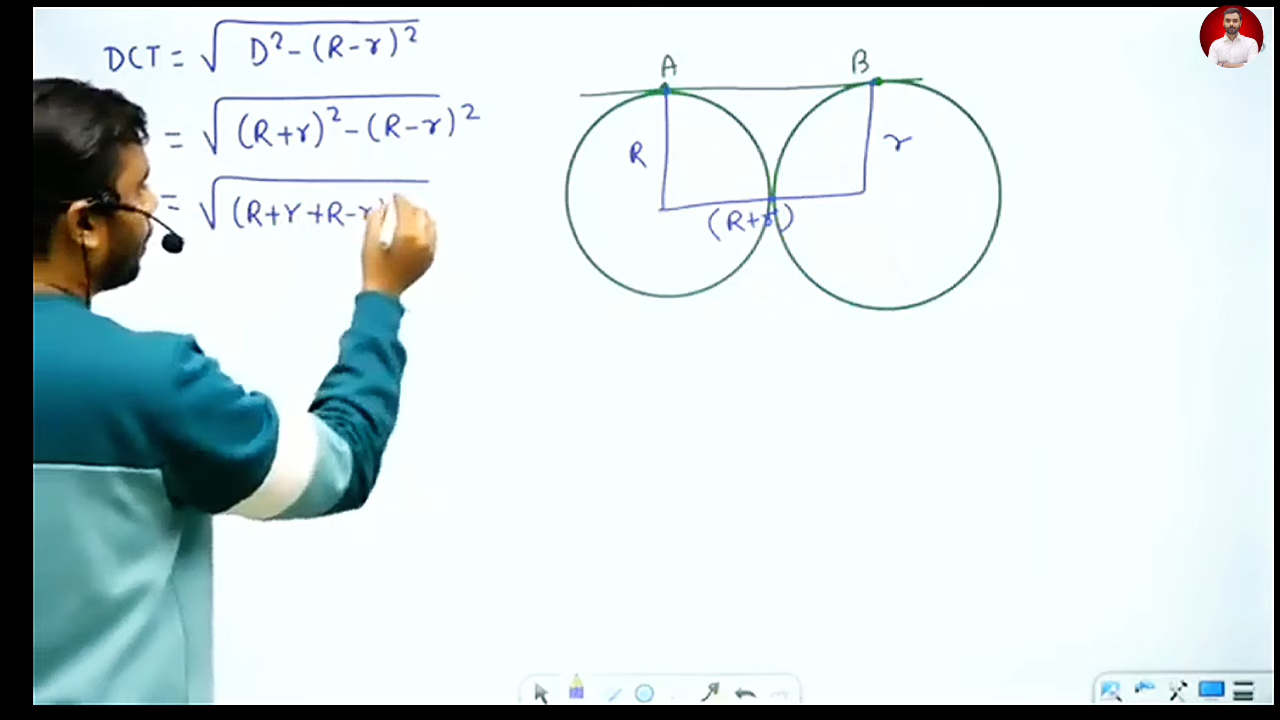 DCT = √D² - (R-r)²
= √(R+r)² - (R-r)²
= √(R+r+R-r)
A
B
R
r
(R+r)